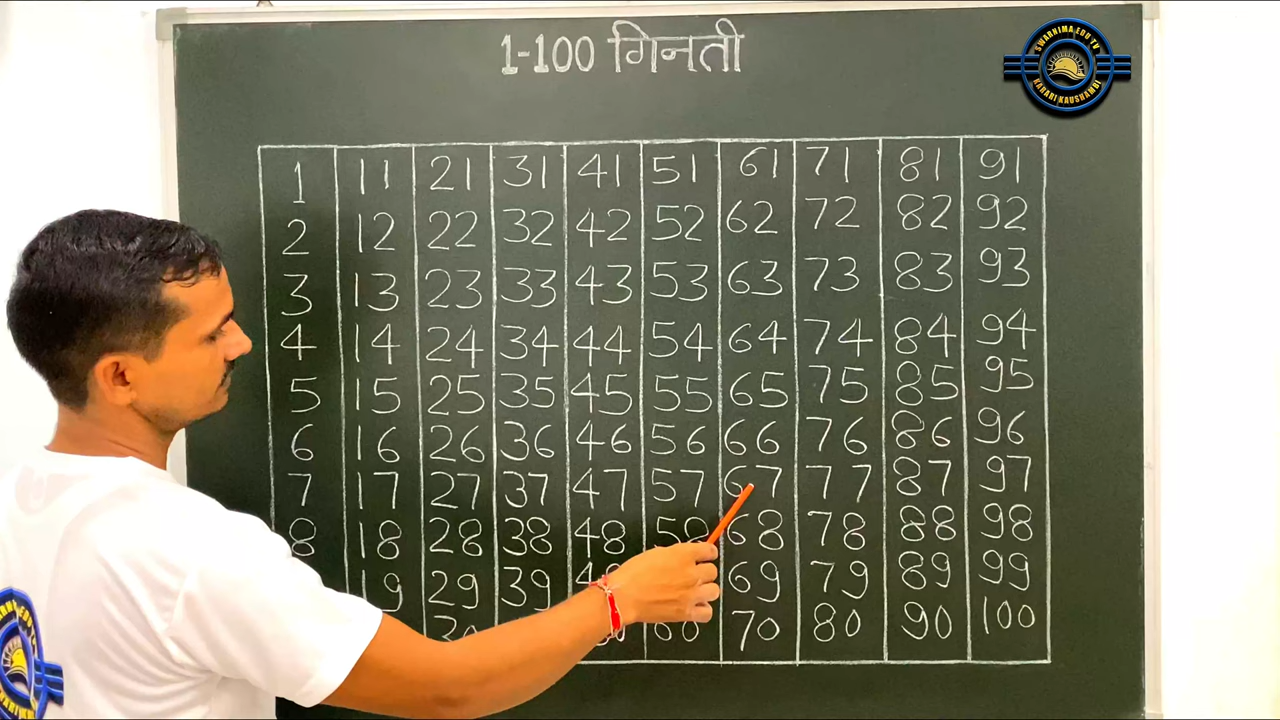 1-100 गिनती
SWARNIMA EDU TV
KARARI KAUSHAMBI
1 11 21 31 41 51 61 71 81 91
2 12 22 32 42 52 62 72 82 92
3 13 23 33 43 53 63 73 83 93
4 14 24 34 44 54 64 74 84 94
5 15 25 35 45 55 65 75 85 95
6 16 26 36 46 56 66 76 86 96
7 17 27 37 47 57 67 77 87 97
8 18 28 38 48 58 68 78 88 98
19 29 39 69 79 89 99
70 80 90 100